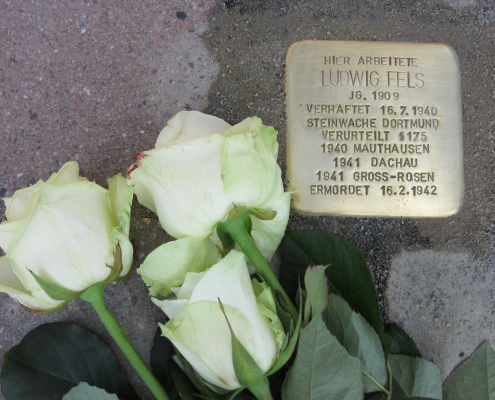 HIER ARBEITETE
LUDWIG FELS
JG. 1909
VERHAFTET 16.7.1940
STEINWACHE DORTMUND
VERURTEILT §175
1940 MAUTHAUSEN
1941 DACHAU
1941 GROSS-ROSEN
ERMORDET 16.2.1942